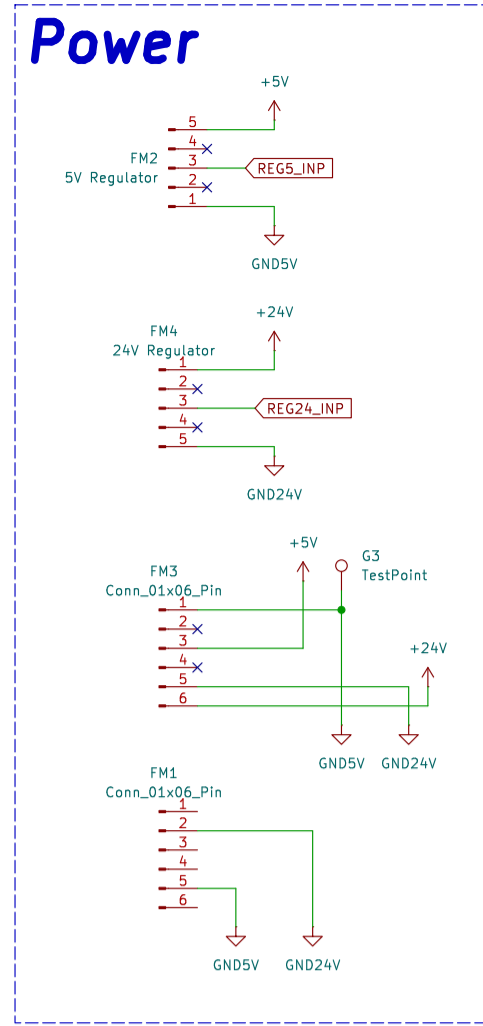 Power
+5V
5
4
FM2
3
REG5_INP
5V Regulator
2
1
GND5V
+24V
FM4
24V Regulator
1
2
3
REG24_INP
4
5
GND24V
+5V
G3
TestPoint
FM3
Conn_01x06_Pin
1
2
3
4
+24V
5
6
GND5V
GND24V
FM1
Conn_01x06_Pin
1
2
3
4
5
6
GND5V
GND24V